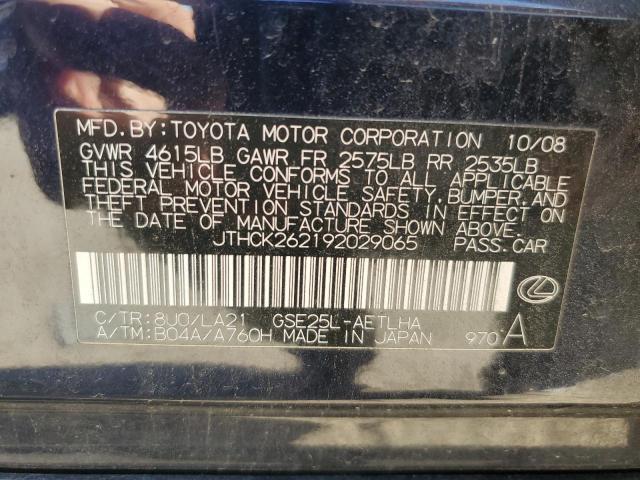 MFD.BY:TOYOTA MOTOR CORPORATION 10/08
GVWR 4615LB GAWR FR 2575LB RR 2535LB
THIS VEHICLE CONFORMS TO ALL APPLICABLE
FEDERAL MOTOR VEHICLE SAFETY,BUMPER,AND
THEFT PREVENTION STANDARDS IN EFFECT ON
THE DATE OF MANUFACTURE SHOWN ABOVE.
JTHCK262192029065 PASS.CAR
C/TR:8U0/LA21 GSE25L-AETLHA
A/TM:B04A/A760H MADE IN JAPAN 970 A